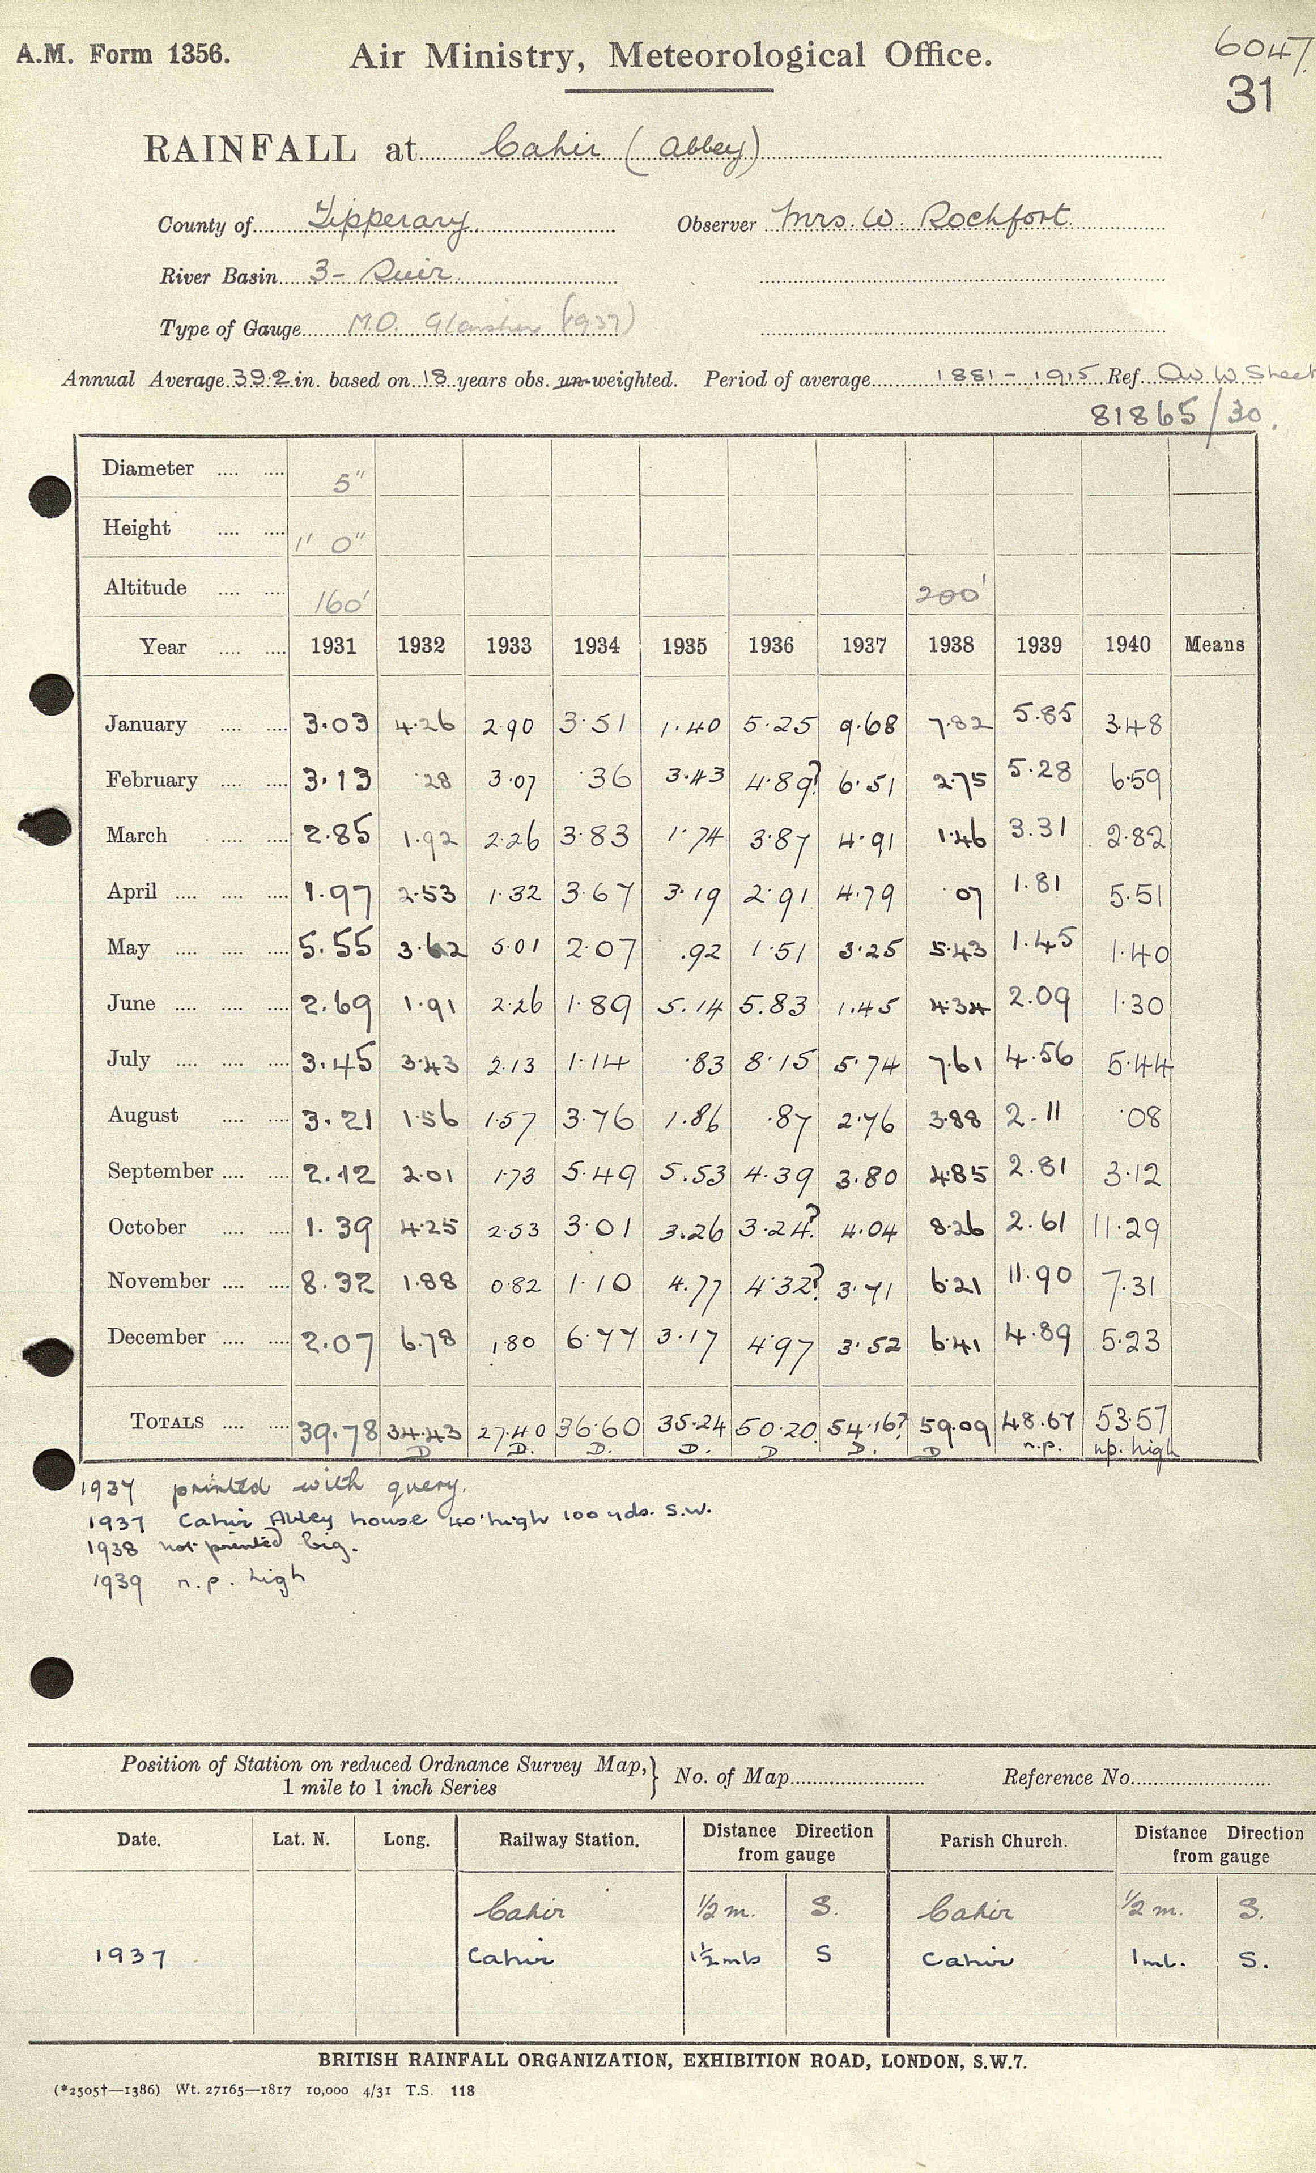 A.M. Form 1356. Air Ministry, Meteorological Office. 6047.
31
RAINFALL at Cahir (Abbey)
County of Tipperary Observer Mrs. W. Rochfort
River Basin 3 - Suir
Type of Gauge M.O. Glaisher (1937)
Annual Average 39.2 in. based on 18 years obs. un-weighted. Period of average 1881 - 1915 Ref. Sheet
81865/30.
Diameter 5"
Height 1' 0"
Altitude 160' 200'
Year 1931 1932 1933 1934 1935 1936 1937 1938 1939 1940 Means
January 3.03 4.26 2.90 3.51 1.40 5.25 9.68 7.82 5.85 3.48
February 3.13 .28 3.07 .36 3.43 4.89? 6.51 2.75 5.28 6.59
March 2.85 1.92 2.26 3.83 1.74 3.87 4.91 1.46 3.31 2.82
April 1.97 2.53 1.32 3.67 3.19 2.91 4.79 .07 1.81 5.51
May 5.55 3.62 5.01 2.07 .92 1.51 3.25 5.43 1.45 1.40
June 2.69 1.91 2.26 1.89 5.14 5.83 1.45 4.34 2.09 1.30
July 3.45 3.43 2.13 1.14 .83 8.15 5.74 7.61 4.56 5.44
August 3.21 1.56 1.57 3.76 1.86 .87 2.76 3.88 2.11 .08
September 2.12 2.01 1.73 5.49 5.53 4.39 3.80 4.85 2.81 3.12
October 1.39 4.25 2.53 3.01 3.26 3.24? 4.04 8.26 2.61 11.29
November 8.32 1.88 0.82 1.10 4.77 4.32? 3.71 6.21 11.90 7.31
December 2.07 6.78 1.80 6.77 3.17 4.97 3.52 6.41 4.89 5.23
TOTALS 39.78 34.43 27.40 36.60 35.24 50.20 54.16? 59.09 48.67 53.57
D D. D. D. D D. D n.p. n.p. high
1937 printed with query.
1937 Cahir Abbey house 40' high 100 yds. S.W.
1938 not printed big.
1939 n.p. high
Position of Station on reduced Ordnance Survey Map, 1 mile to 1 inch Series } No. of Map Reference No.
Date. Lat. N. Long. Railway Station. Distance Direction from gauge Parish Church. Distance Direction from gauge
Cahir ½ m. S. Cahir ½ m. S.
1937 Cahir 1½ mls S Cahir 1 ml. S.
BRITISH RAINFALL ORGANIZATION, EXHIBITION ROAD, LONDON, S.W.7.
(*2505†—1386) Wt. 27165—1817 10,000 4/31 T.S. 118